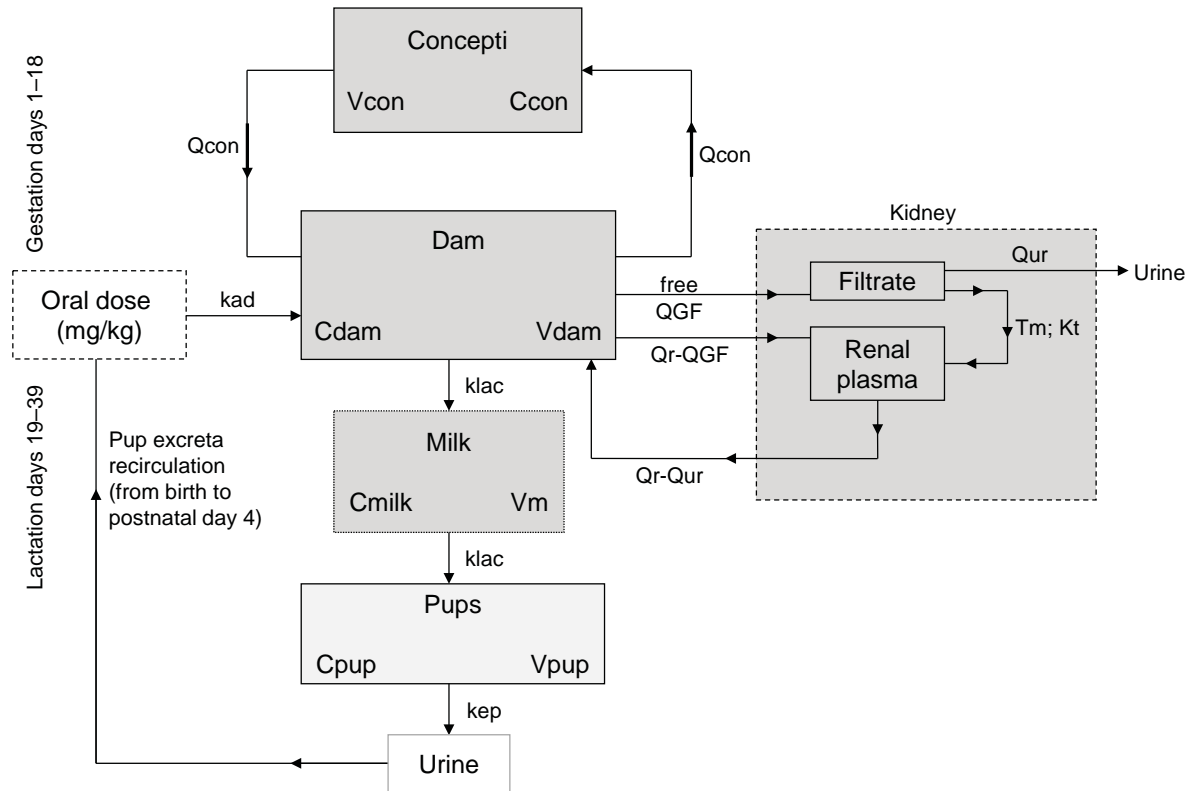 Gestation days 1–18
Lactation days 19–39
Concepti
Vcon
Ccon
Qcon
Qcon
Dam
Cdam
Vdam
Oral dose
(mg/kg)
kad
free
QGF
Qr-QGF
Qr-Qur
Kidney
Filtrate
Renal
plasma
Qur
Urine
Tm; Kt
klac
Milk
Cmilk
Vm
klac
Pups
Cpup
Vpup
kep
Urine
Pup excreta
recirculation
(from birth to
postnatal day 4)